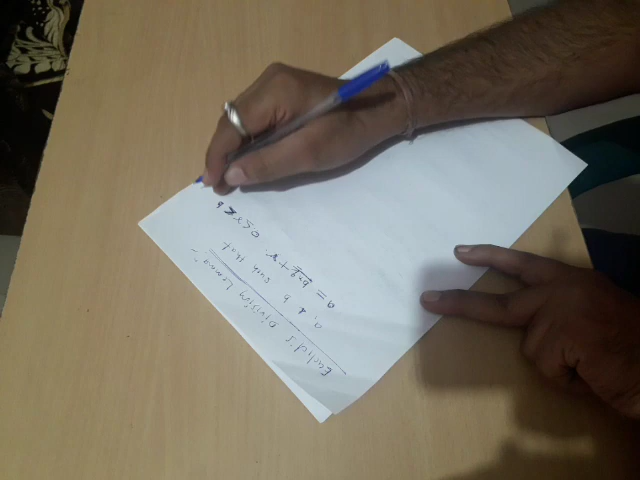 Euclid's Division Lemma:
a, & b such that
a = bq + r 0 ≤ r < b